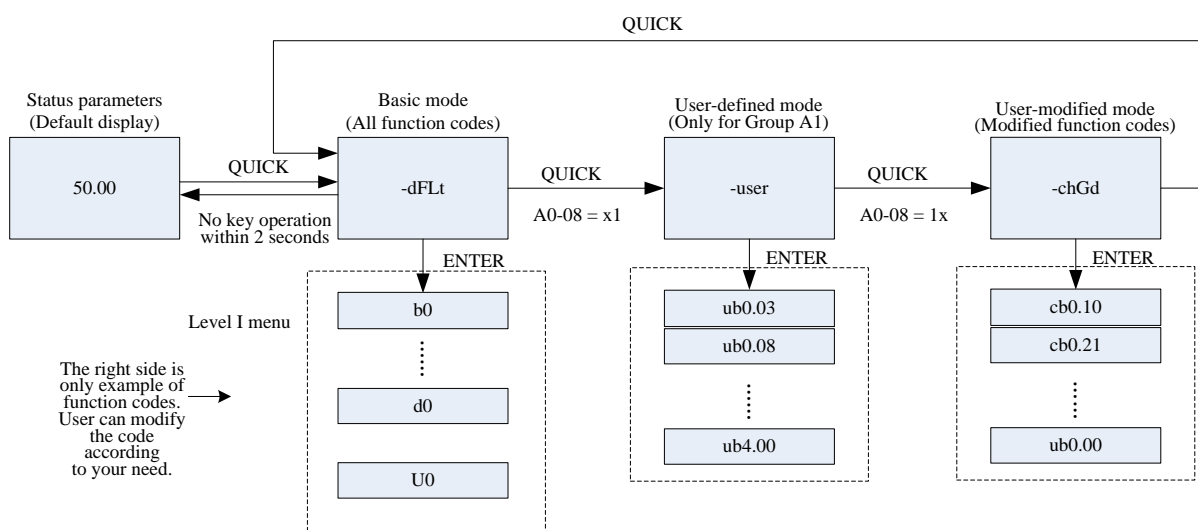 QUICK
Status parameters
(Default display)
Basic mode
(All function codes)
User-defined mode
(Only for Group A1)
User-modified mode
(Modified function codes)
50.00
QUICK
No key operation
within 2 seconds
-dFLt
QUICK
A0-08 = x1
-user
QUICK
A0-08 = 1x
-chGd
ENTER
ENTER
ENTER
Level I menu
The right side is
only example of
function codes.
User can modify
the code
according
to your need.
b0
d0
U0
ub0.03
ub0.08
ub4.00
cb0.10
cb0.21
ub0.00